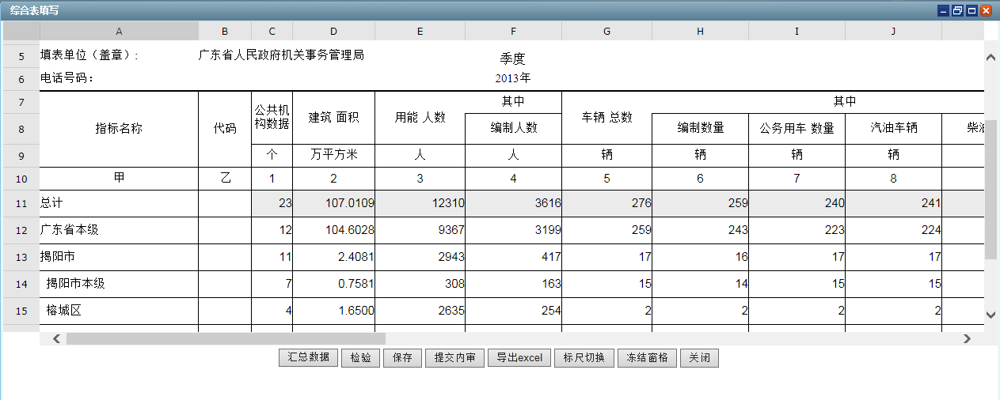 综合表填写
A B C D E F G H I J
5 填表单位（盖章）: 广东省人民政府机关事务管理局 季度
6 电话号码： 2013年
7 其中 其中
8 指标名称 代码 公共机构数据 建筑 面积 用能 人数 编制人数 车辆 总数 编制数量 公务用车 数量 汽油车辆 柴
9 个 万平方米 人 人 辆 辆 辆 辆
10 甲 乙 1 2 3 4 5 6 7 8
11 总计 23 107.0109 12310 3616 276 259 240 241
12 广东省本级 12 104.6028 9367 3199 259 243 223 224
13 揭阳市 11 2.4081 2943 417 17 16 17 17
14 揭阳市本级 7 0.7581 308 163 15 14 15 15
15 榕城区 4 1.6500 2635 254 2 2 2 2
汇总数据 检验 保存 提交内审 导出excel 标尺切换 冻结窗格 关闭